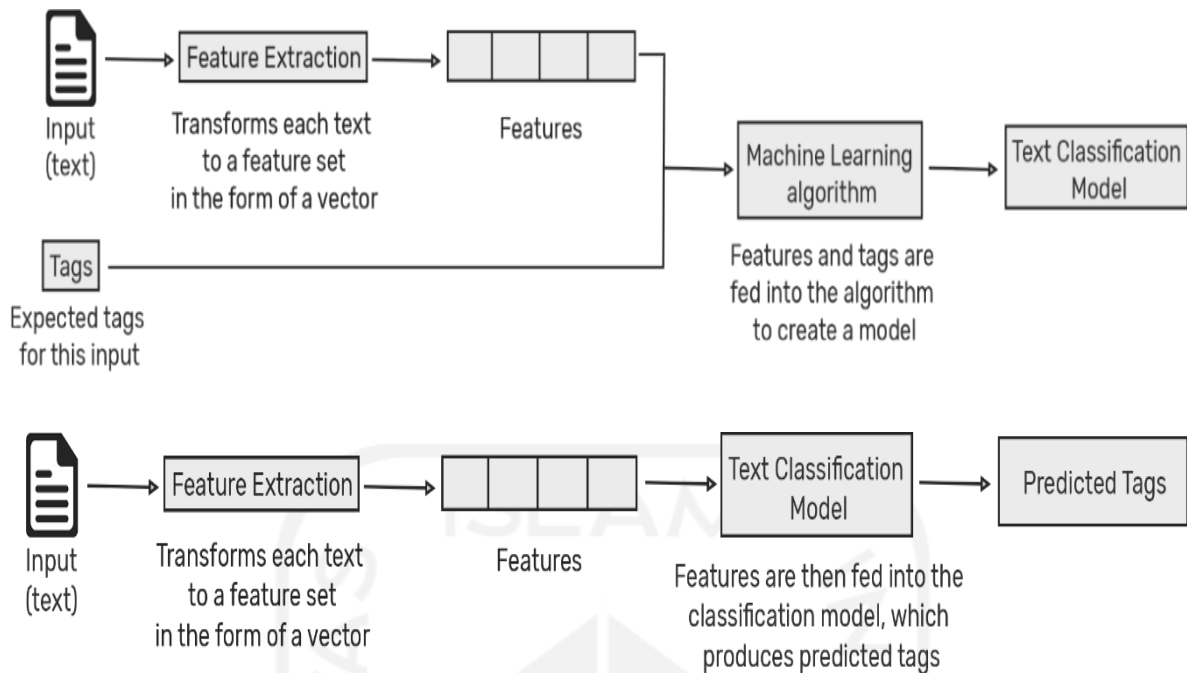 Feature Extraction
Input
(text)
Transforms each text
to a feature set
in the form of a vector
Features
Machine Learning
algorithm
Text Classification
Model
Tags
Expected tags
for this input
Features and tags are
fed into the algorithm
to create a model
Feature Extraction
Input
(text)
Transforms each text
to a feature set
in the form of a vector
Features
Text Classification
Model
Predicted Tags
Features are then fed into the
classification model, which
produces predicted tags
ISLAM
AS